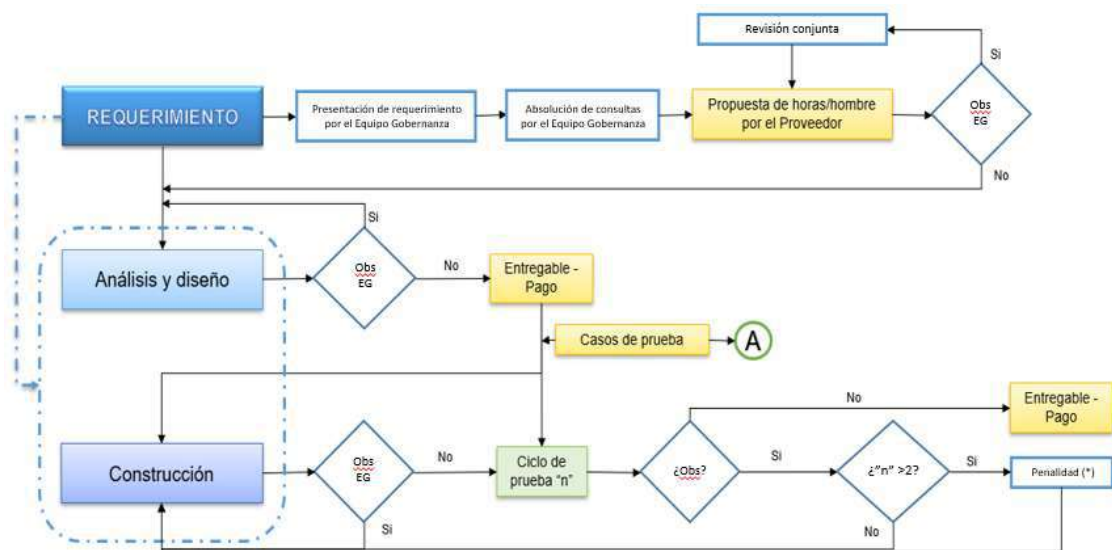 Revisión conjunta
Si
REQUERIMIENTO
Presentación de requerimiento
por el Equipo Gobernanza
Absolución de consultas
por el Equipo Gobernanza
Propuesta de horas/hombre
por el Proveedor
Obs
EG
No
Si
Análisis y diseño
Obs
EG
No
Entregable -
Pago
Casos de prueba
A
Construcción
Obs
EG
No
Si
Ciclo de
prueba "n"
¿Obs?
No
Entregable -
Pago
Si
¿"n" >2?
Si
Penalidad (*)
No